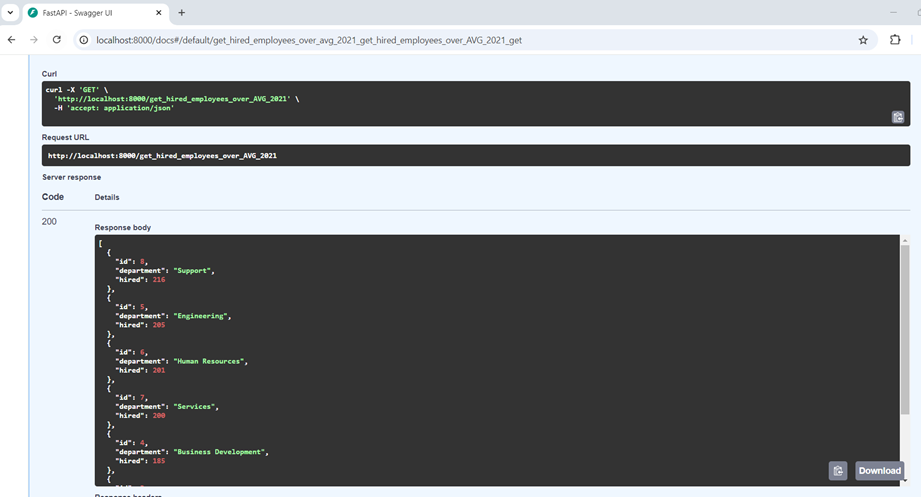 FastAPI - Swagger UI
localhost:8000/docs#/default/get_hired_employees_over_avg_2021_get_hired_employees_over_AVG_2021_get
Curl
curl -X 'GET' \
'http://localhost:8000/get_hired_employees_over_AVG_2021' \
-H 'accept: application/json'
Request URL
http://localhost:8000/get_hired_employees_over_AVG_2021
Server response
Code Details
200
Response body
[
{
"id": 8,
"department": "Support",
"hired": 216
},
{
"id": 5,
"department": "Engineering",
"hired": 205
},
{
"id": 6,
"department": "Human Resources",
"hired": 201
},
{
"id": 7,
"department": "Services",
"hired": 200
},
{
"id": 4,
"department": "Business Development",
"hired": 185
},
{
Download
Response headers